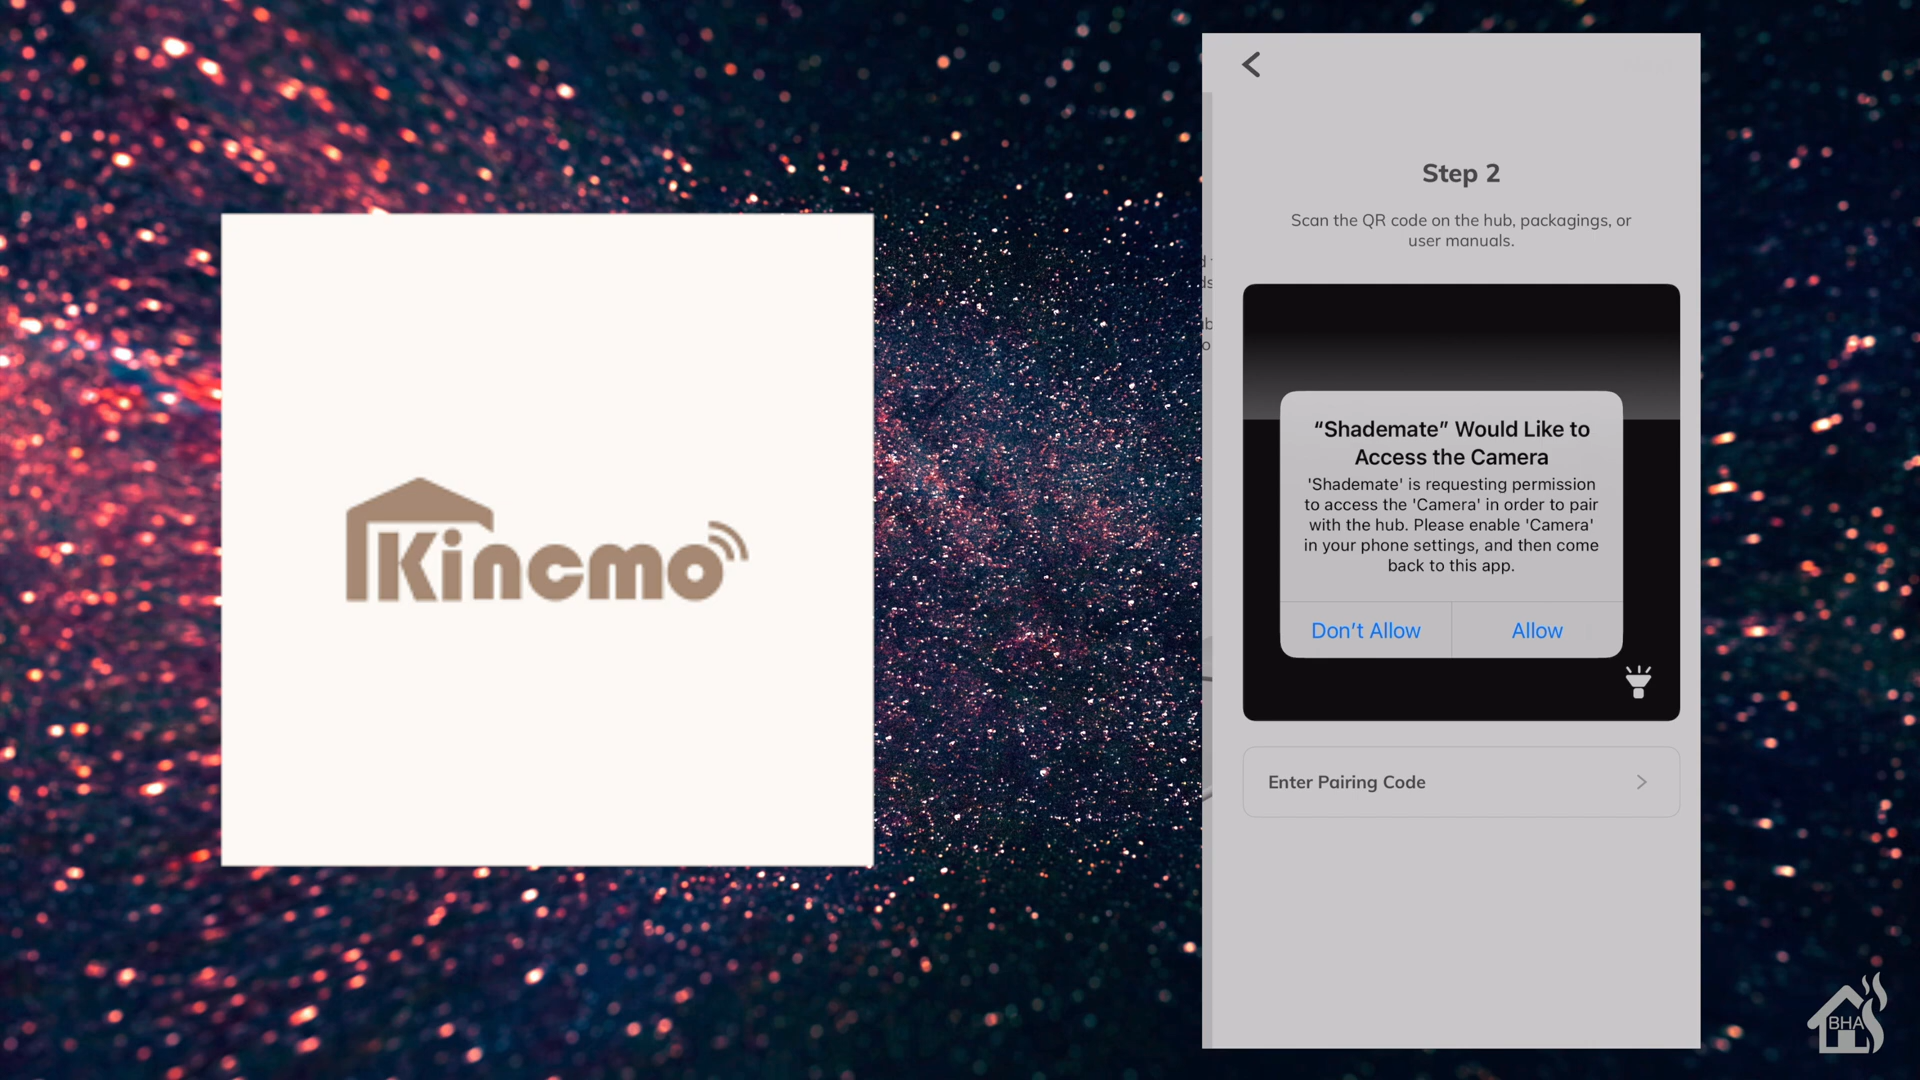 Kincmo
Step 2
Scan the QR code on the hub, packagings, or
user manuals.
“Shademate” Would Like to
Access the Camera
'Shademate' is requesting permission
to access the 'Camera' in order to pair
with the hub. Please enable 'Camera'
in your phone settings, and then come
back to this app.
Don’t Allow
Allow
Enter Pairing Code
BHA